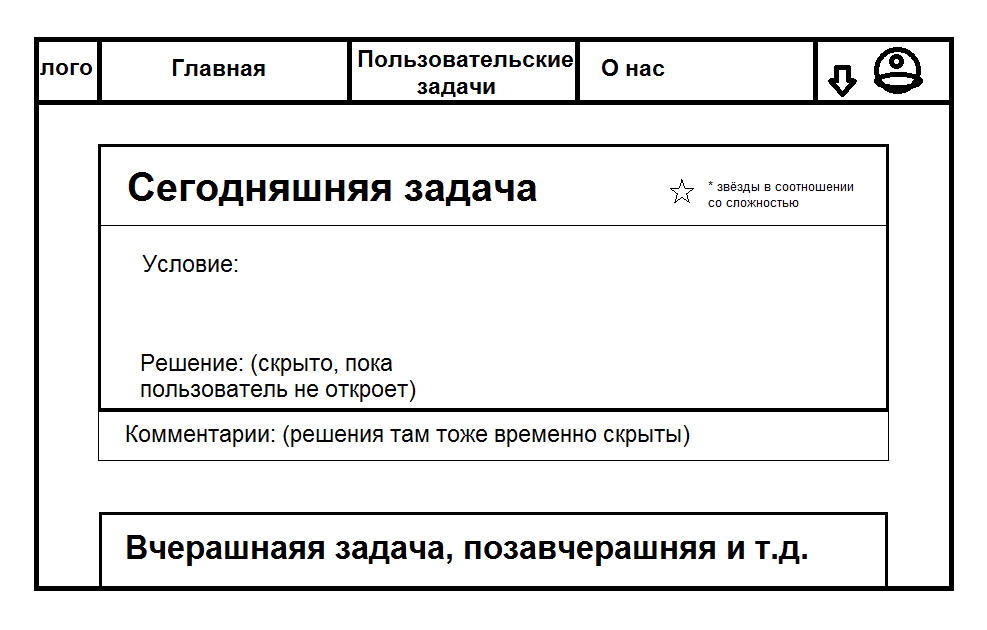 лого
Главная
Пользовательские
задачи
О нас
Сегодняшняя задача
* звёзды в соотношении
со сложностью
Условие:
Решение: (скрыто, пока
пользователь не откроет)
Комментарии: (решения там тоже временно скрыты)
Вчерашнаяя задача, позавчерашняя и т.д.